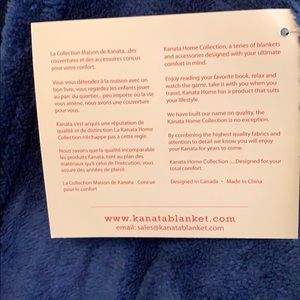 La Collection Maison de Kanata...des
couvertures et des accessoires concus
pour votre confort.
Vous vous détendez à la maison avec un
bon livre, vous regardez les enfants jouer
au parc du quartier... peu importe où la vie
vous amène, nous avons une couverture
pour vous.
Kanata s'est acquis une réputation de
qualité et de distinction.La Kanata Home
Collection n'échappe pas à cette règle.
Nous savons que la qualité incomparable
les produits Kanata, tant au plan des
matériaux qu'à celui de l'exécution, vous
assure des années de plaisir.
La Collection Maison de Kanata - Concue
pour le confort
Kanata Home Collection, a series of blankets
and accessories designed with your ultimate
comfort in mind.
Enjoy reading your favorite book, relax and
watch the game, take it with you when you
travel, Kanata Home has a product that suits
your lifestyle.
We have built our name on quality, the
Kanata Home Collection is no exception.
By combining the highest quality fabrics and
attention to detail we know you will enjoy
your Kanata for years to come.
Kanata Home Collection ....Designed for your
total comfort.
Designed in Canada • Made in China
www.kanatablanket.com
email: sales@kanatablanket.com